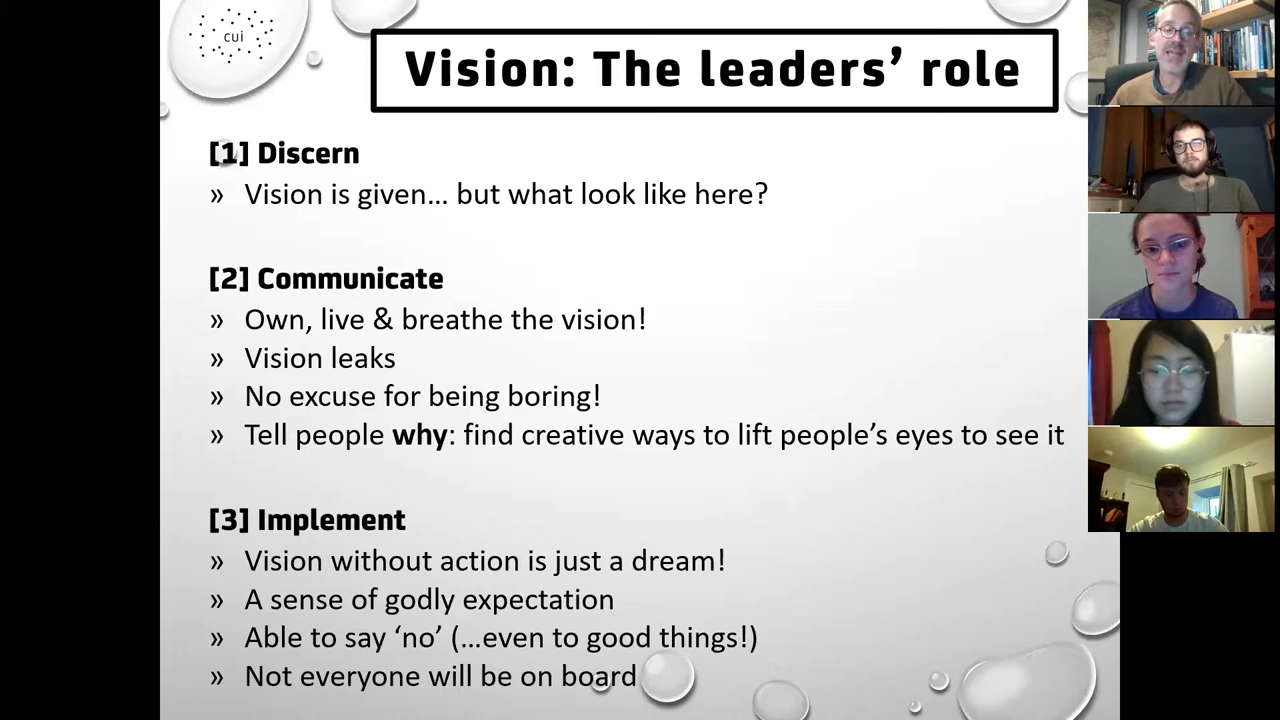 cui
Vision: The leaders’ role
[1] Discern
» Vision is given... but what look like here?
[2] Communicate
» Own, live & breathe the vision!
» Vision leaks
» No excuse for being boring!
» Tell people why: find creative ways to lift people’s eyes to see it
[3] Implement
» Vision without action is just a dream!
» A sense of godly expectation
» Able to say ‘no’ (...even to good things!)
» Not everyone will be on board